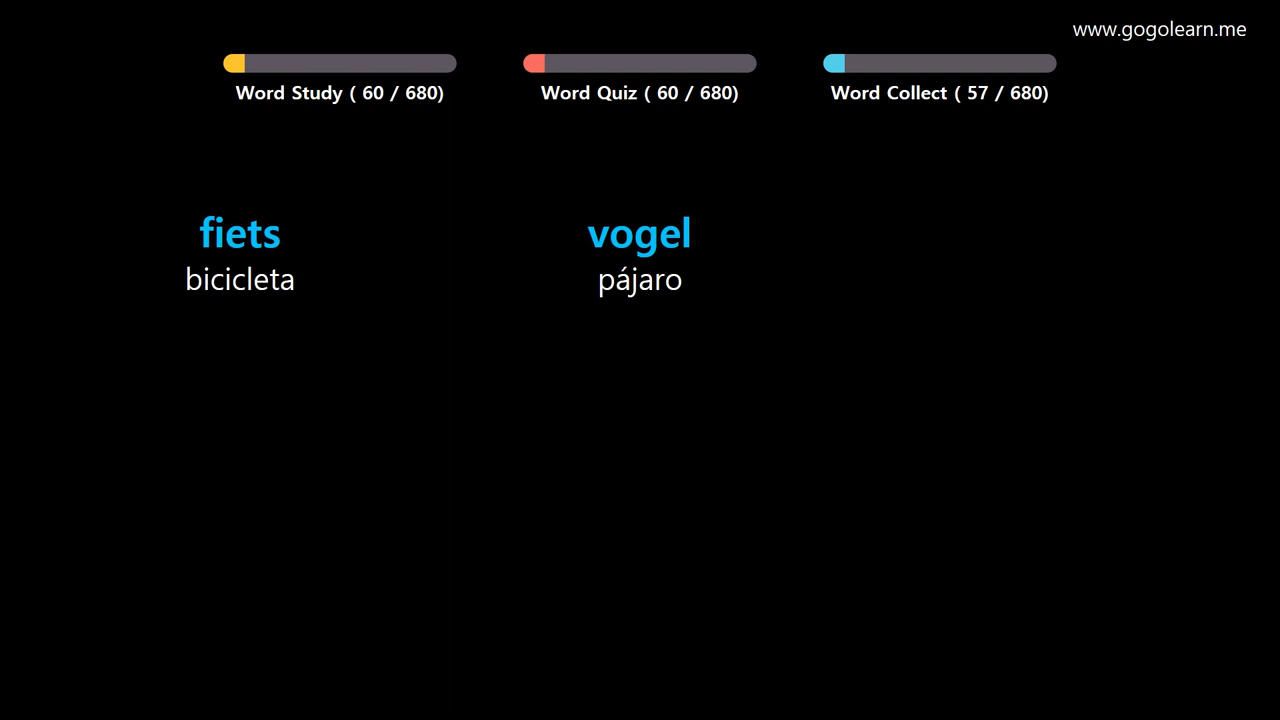 www.gogolearn.me
Word Study ( 60 / 680)
Word Quiz ( 60 / 680)
Word Collect ( 57 / 680)
fiets
bicicleta
vogel
pájaro